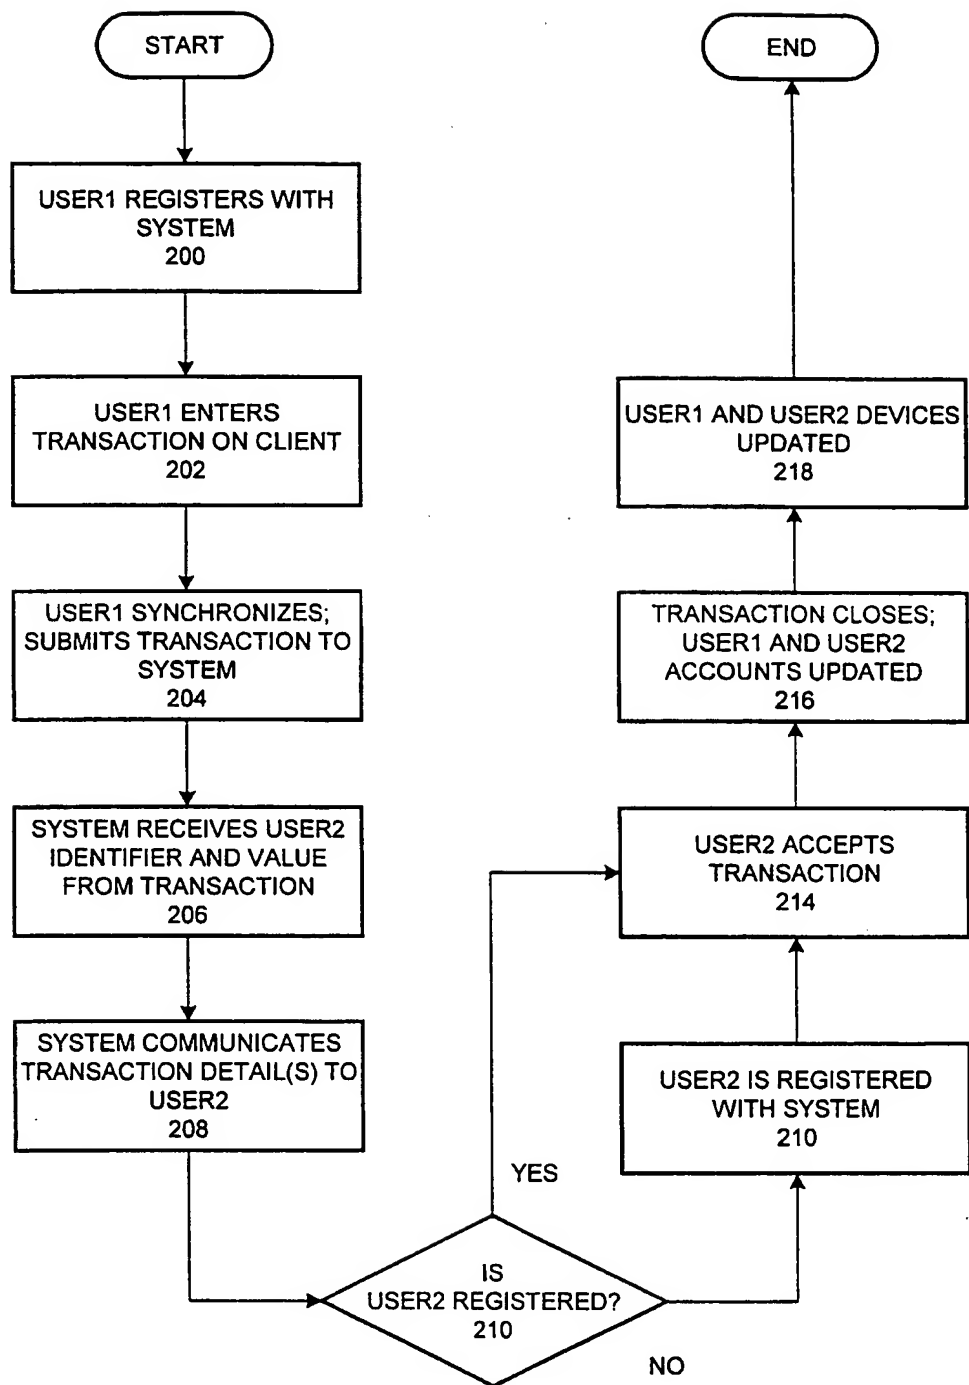 START
USER1 REGISTERS WITH
SYSTEM
200
USER1 ENTERS
TRANSACTION ON CLIENT
202
USER1 SYNCHRONIZES;
SUBMITS TRANSACTION TO
SYSTEM
204
SYSTEM RECEIVES USER2
IDENTIFIER AND VALUE
FROM TRANSACTION
206
SYSTEM COMMUNICATES
TRANSACTION DETAIL(S) TO
USER2
208
IS
USER2 REGISTERED?
210
YES
NO
USER2 IS REGISTERED
WITH SYSTEM
210
USER2 ACCEPTS
TRANSACTION
214
TRANSACTION CLOSES;
USER1 AND USER2
ACCOUNTS UPDATED
216
USER1 AND USER2 DEVICES
UPDATED
218
END